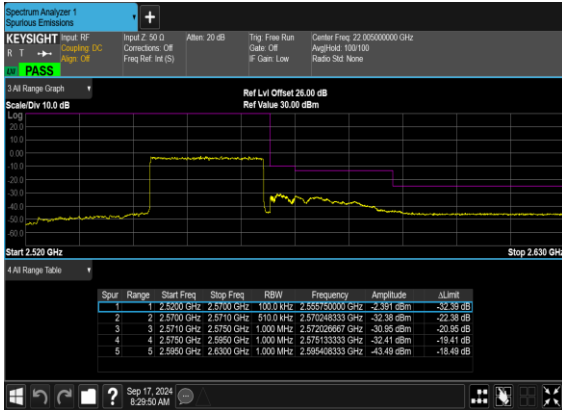 Spectrum Analyzer 1
Spurious Emissions
+
KEYSIGHT Input: RF Input Z: 50 Ω Atten: 20 dB Trig: Free Run Center Freq: 22.005000000 GHz
R T Coupling: DC Corrections: Off Gate: Off Avg|Hold: 100/100
Align: Off Freq Ref: Int (S) IF Gain: Low Radio Std: None
PASS
3 All Range Graph
Ref Lvl Offset 26.00 dB
Scale/Div 10.0 dB Ref Value 30.00 dBm
Log
20.0
10.0
0.00
-10.0
-20.0
-30.0
-40.0
-50.0
-60.0
Start 2.520 GHz Stop 2.630 GHz
4 All Range Table
Spur Range Start Freq Stop Freq RBW Frequency Amplitude ΔLimit
1 1 2.5200 GHz 2.5700 GHz 100.0 kHz 2.555750000 GHz -2.391 dBm -32.39 dB
2 2 2.5700 GHz 2.5710 GHz 510.0 kHz 2.570248333 GHz -32.38 dBm -22.38 dB
3 3 2.5710 GHz 2.5750 GHz 1.000 MHz 2.572026667 GHz -30.95 dBm -20.95 dB
4 4 2.5750 GHz 2.5950 GHz 1.000 MHz 2.575133333 GHz -32.41 dBm -19.41 dB
5 5 2.5950 GHz 2.6300 GHz 1.000 MHz 2.595408333 GHz -43.49 dBm -18.49 dB
Sep 17, 2024
8:29:50 AM